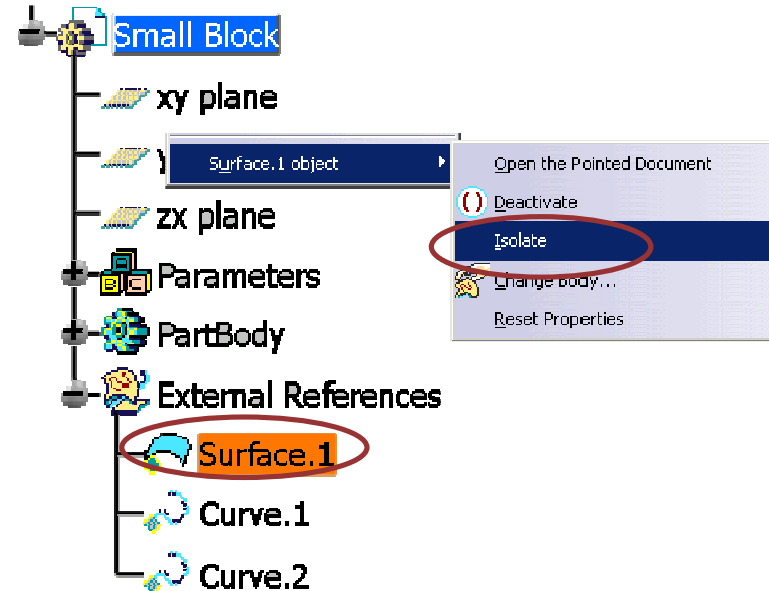 Small Block
xy plane
Surface.1 object
Open the Pointed Document
Deactivate
zx plane
Isolate
Parameters
Change Body...
PartBody
Reset Properties
External References
Surface.1
Curve.1
Curve.2